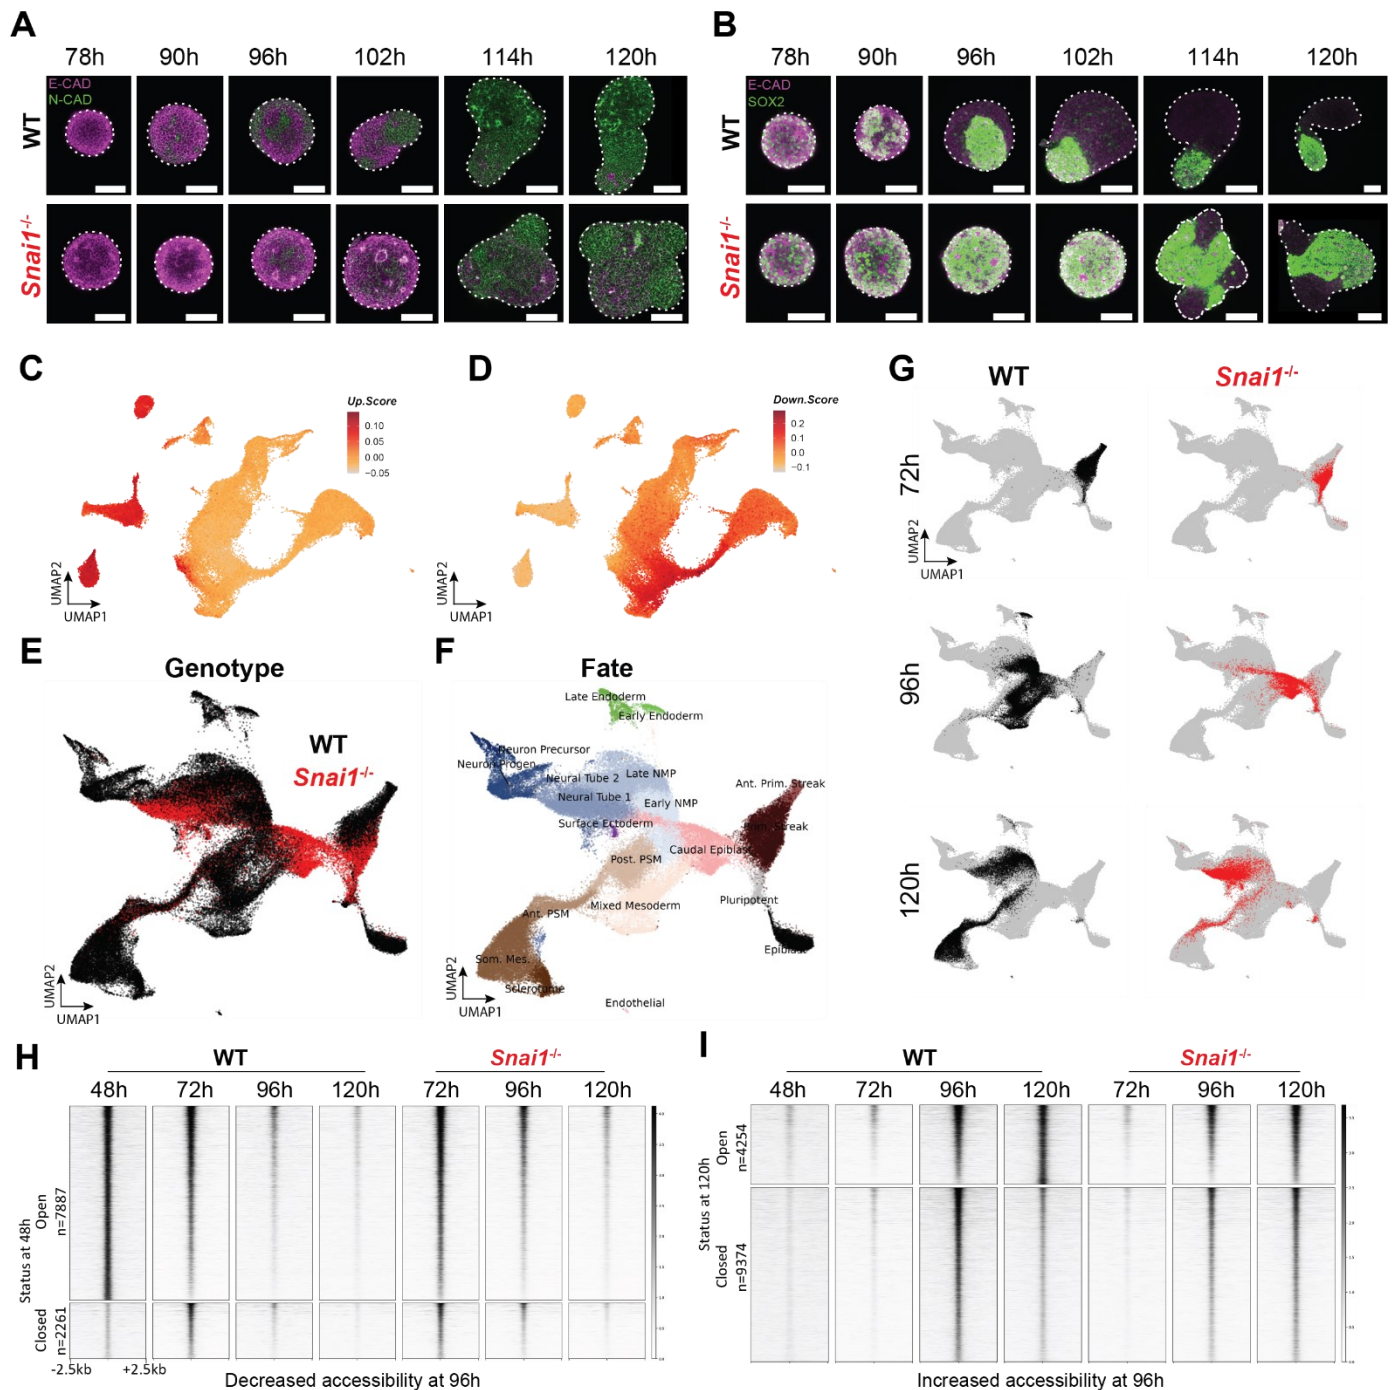 A
78h 90h 96h 102h 114h 120h
E-CAD
N-CAD
WT
Snai1-/-
B
78h 90h 96h 102h 114h 120h
E-CAD
SOX2
WT
Snai1-/-
C
Up.Score
0.10
0.05
0.00
−0.05
UMAP2
UMAP1
D
Down.Score
0.2
0.1
0.0
−0.1
UMAP2
UMAP1
E
Genotype
WT
Snai1-/-
UMAP2
UMAP1
F
Fate
Late Endoderm
Early Endoderm
Neuron Precursor
Neuron Progen.
Neural Tube 2
Late NMP
Neural Tube 1
Early NMP
Ant. Prim. Streak
Surface Ectoderm
Post. PSM
Caudal Epiblast
Pluripotent
Ant. PSM
Mixed Mesoderm
Epiblast
Som. Mes.
Sclerotome
Endothelial
UMAP2
UMAP1
G
WT Snai1-/-
72h
UMAP2
UMAP1
96h
120h
H
WT Snai1-/-
48h 72h 96h 120h 72h 96h 120h
Status at 48h
Open
n=7887
Closed
n=2261
-2.5kb +2.5kb
Decreased accessibility at 96h
I
WT Snai1-/-
48h 72h 96h 120h 72h 96h 120h
Status at 120h
Open
n=4254
Closed
n=9374
Increased accessibility at 96h